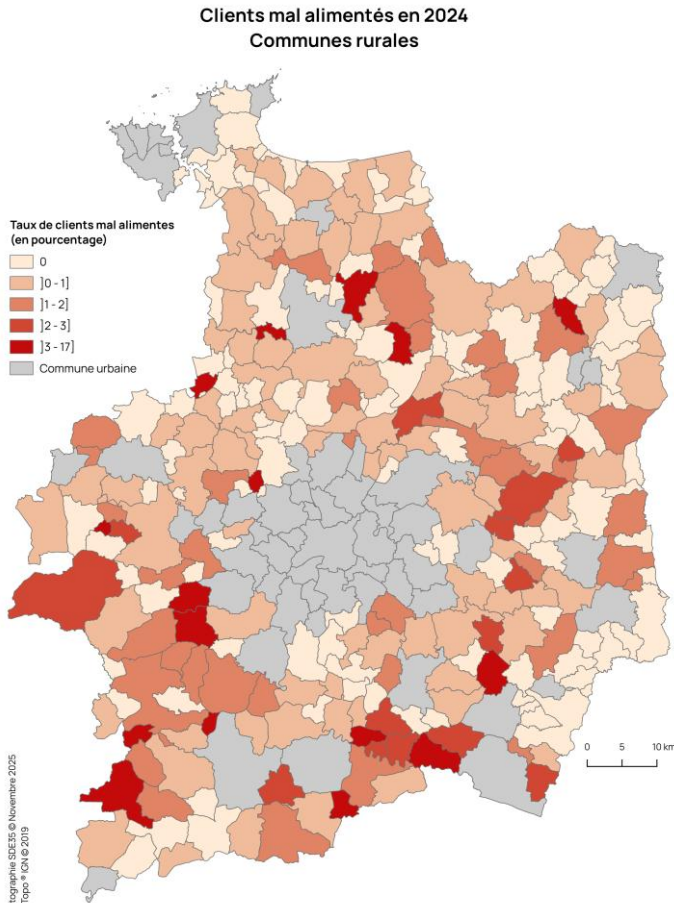 Clients mal alimentés en 2024
Communes rurales
Taux de clients mal alimentes
(en pourcentage)
0
]0 - 1]
]1 - 2]
]2 - 3]
]3 - 17]
Commune urbaine
0 5 10 km
tographie SDE35 © Novembre 2025
Topo ® IGN © 2019